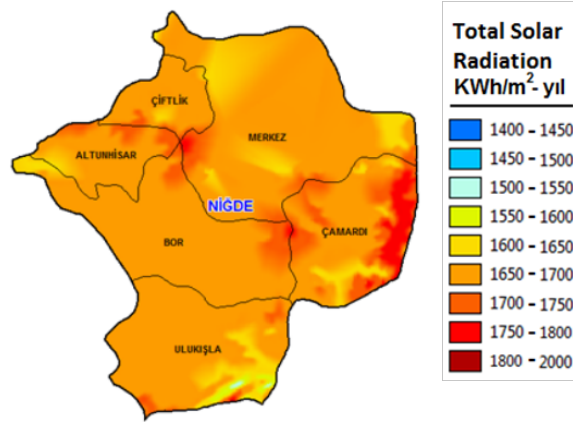 ÇİFTLİK
MERKEZ
ALTUNHİSAR
NİĞDE
ÇAMARDI
BOR
ULUKIŞLA
Total Solar
Radiation
KWh/m²- yıl
1400 - 1450
1450 - 1500
1500 - 1550
1550 - 1600
1600 - 1650
1650 - 1700
1700 - 1750
1750 - 1800
1800 - 2000